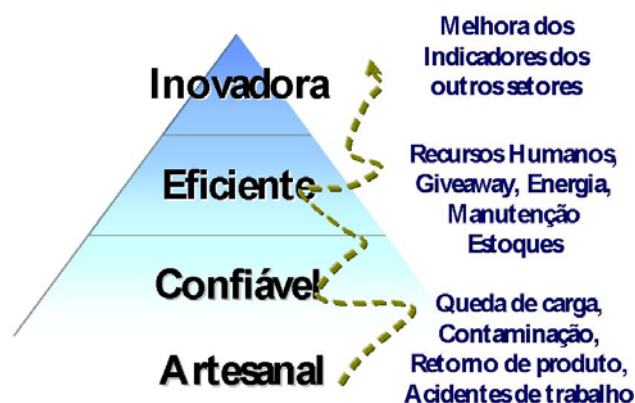 Inovadora
Eficiente
Confiável
Artesanal
Melhora dos
Indicadores dos
outros setores
Recursos Humanos,
Giveaway, Energia,
Manutenção
Estoques
Queda de carga,
Contaminação,
Retorno de produto,
Acidentes de trabalho